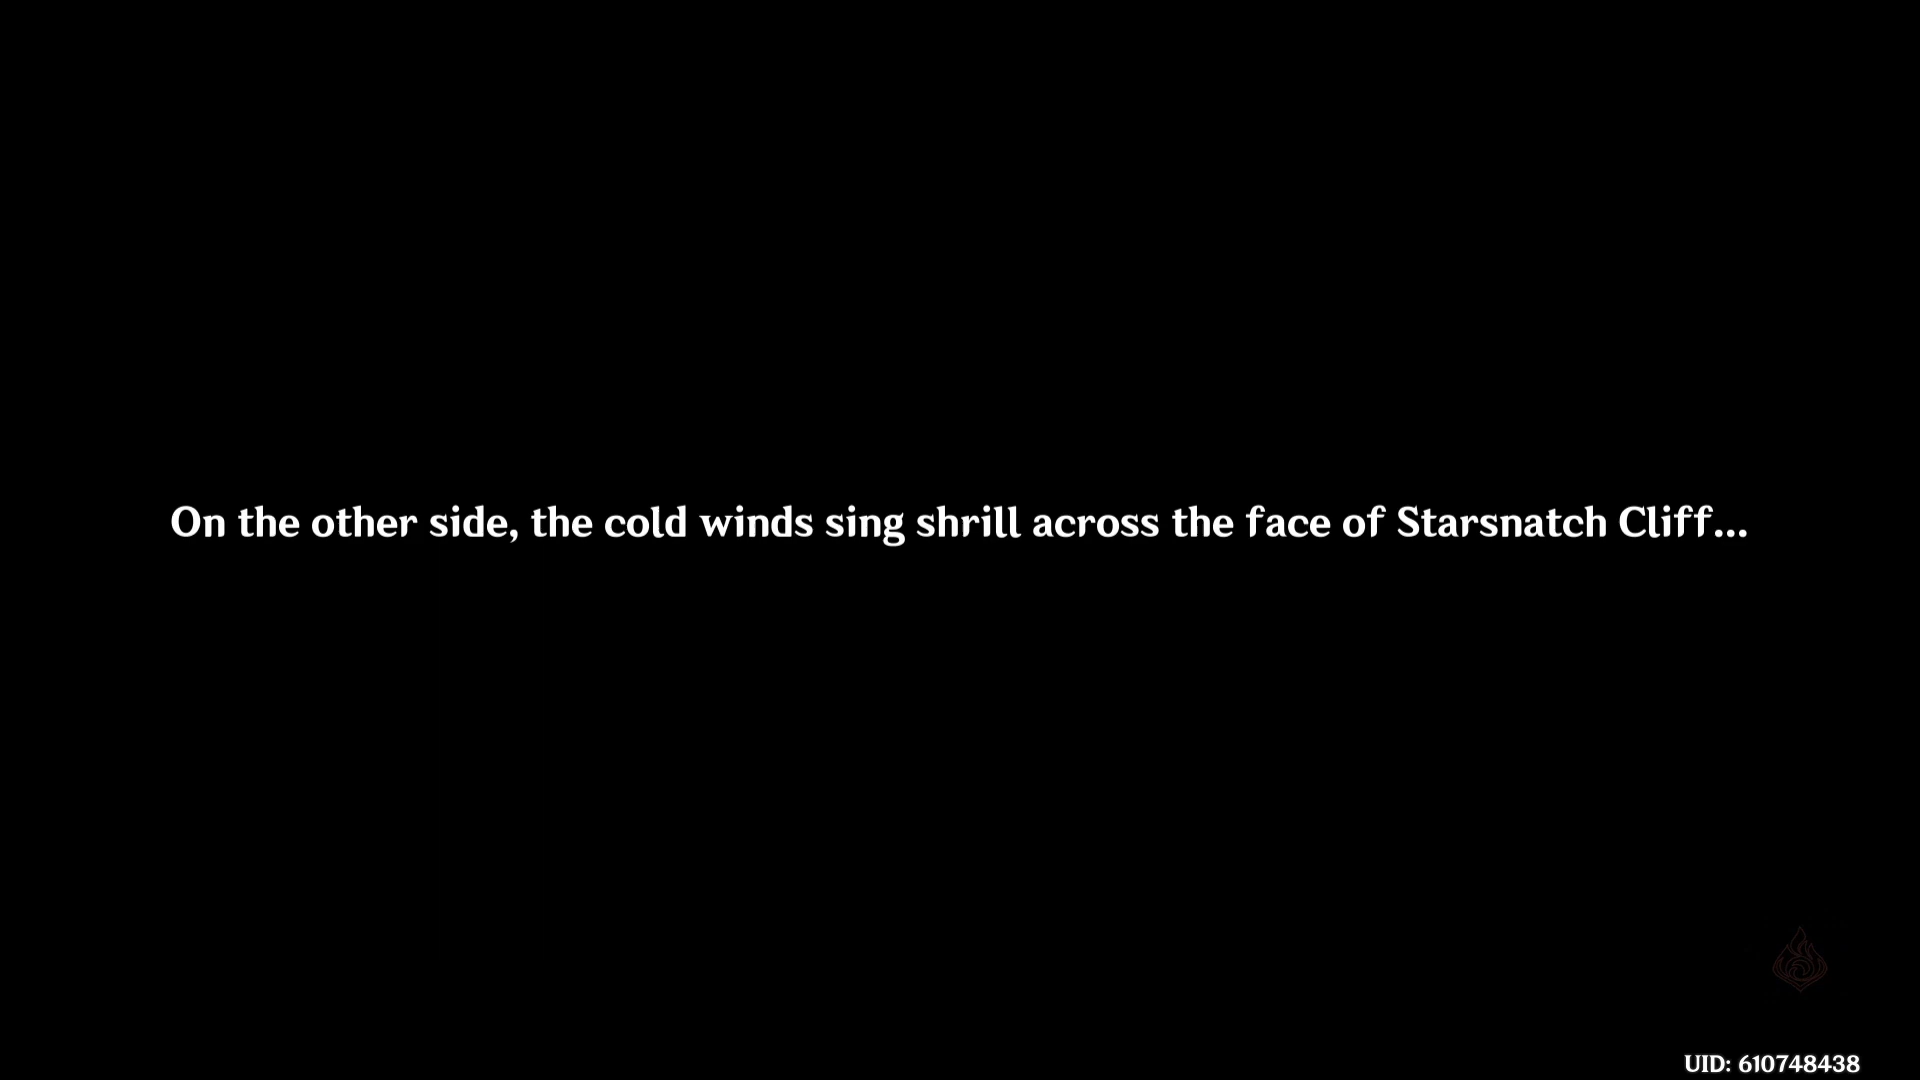 On the other side, the cold winds sing shrill across the face of Starsnatch Cliff...
UID: 610748438